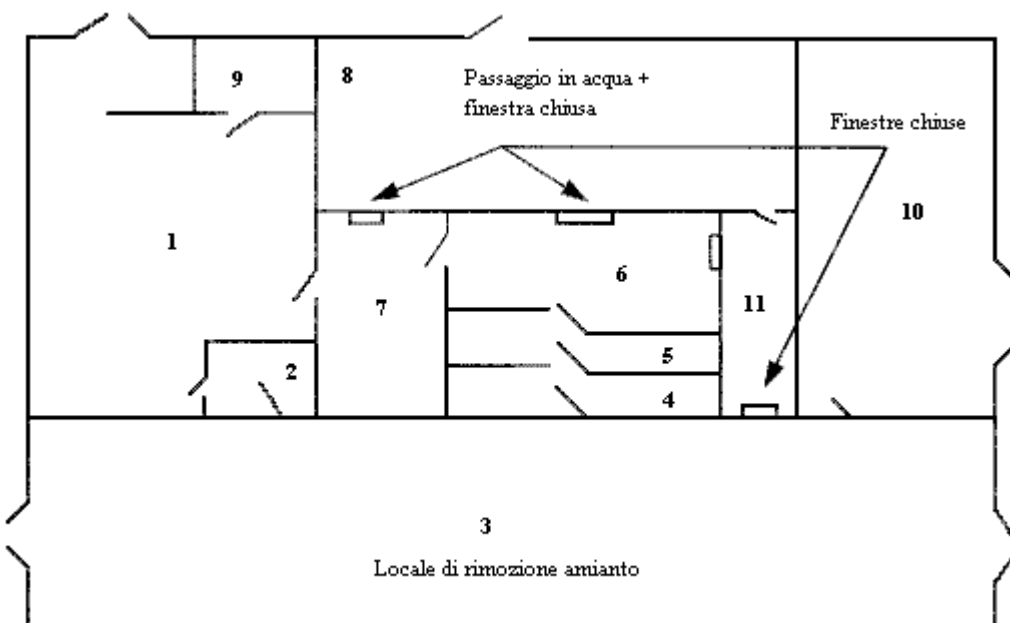 9
8
Passaggio in acqua +
finestra chiusa
Finestre chiuse
10
1
6
7
11
2
5
4
3
Locale di rimozione amianto